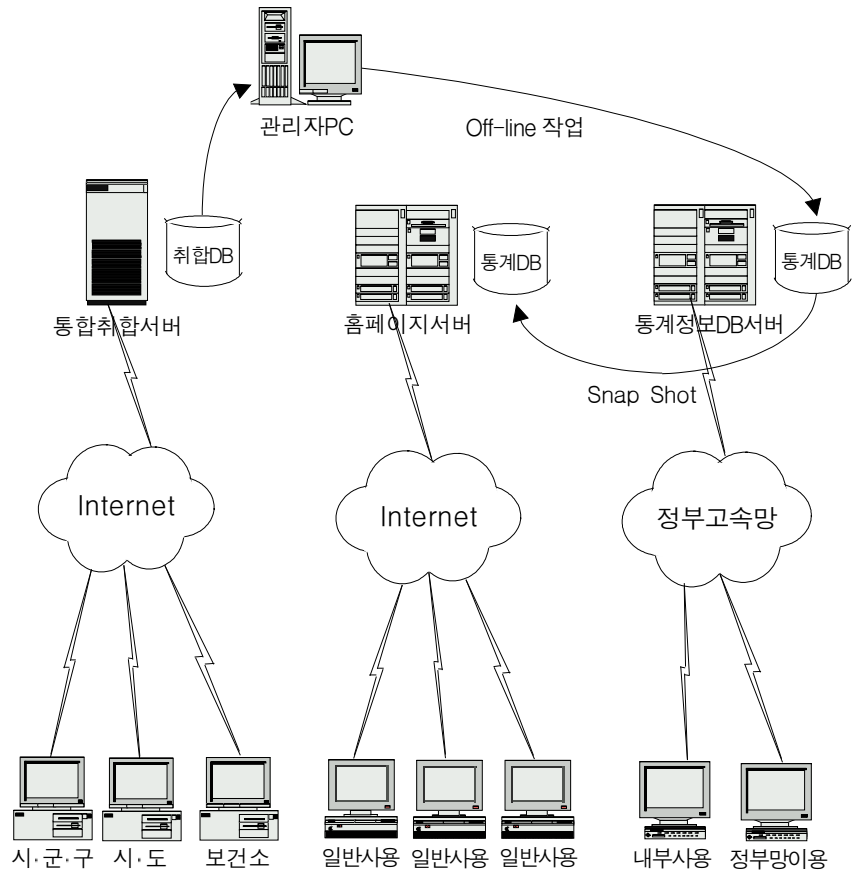 관리자PC
Off-line 작업
취합DB
통계DB
통계DB
통합취합서버
홈페이지서버
통계정보DB서버
Snap Shot
Internet
Internet
정부고속망
시·군·구
시·도
보건소
일반사용
일반사용
일반사용
내부사용
정부망이용